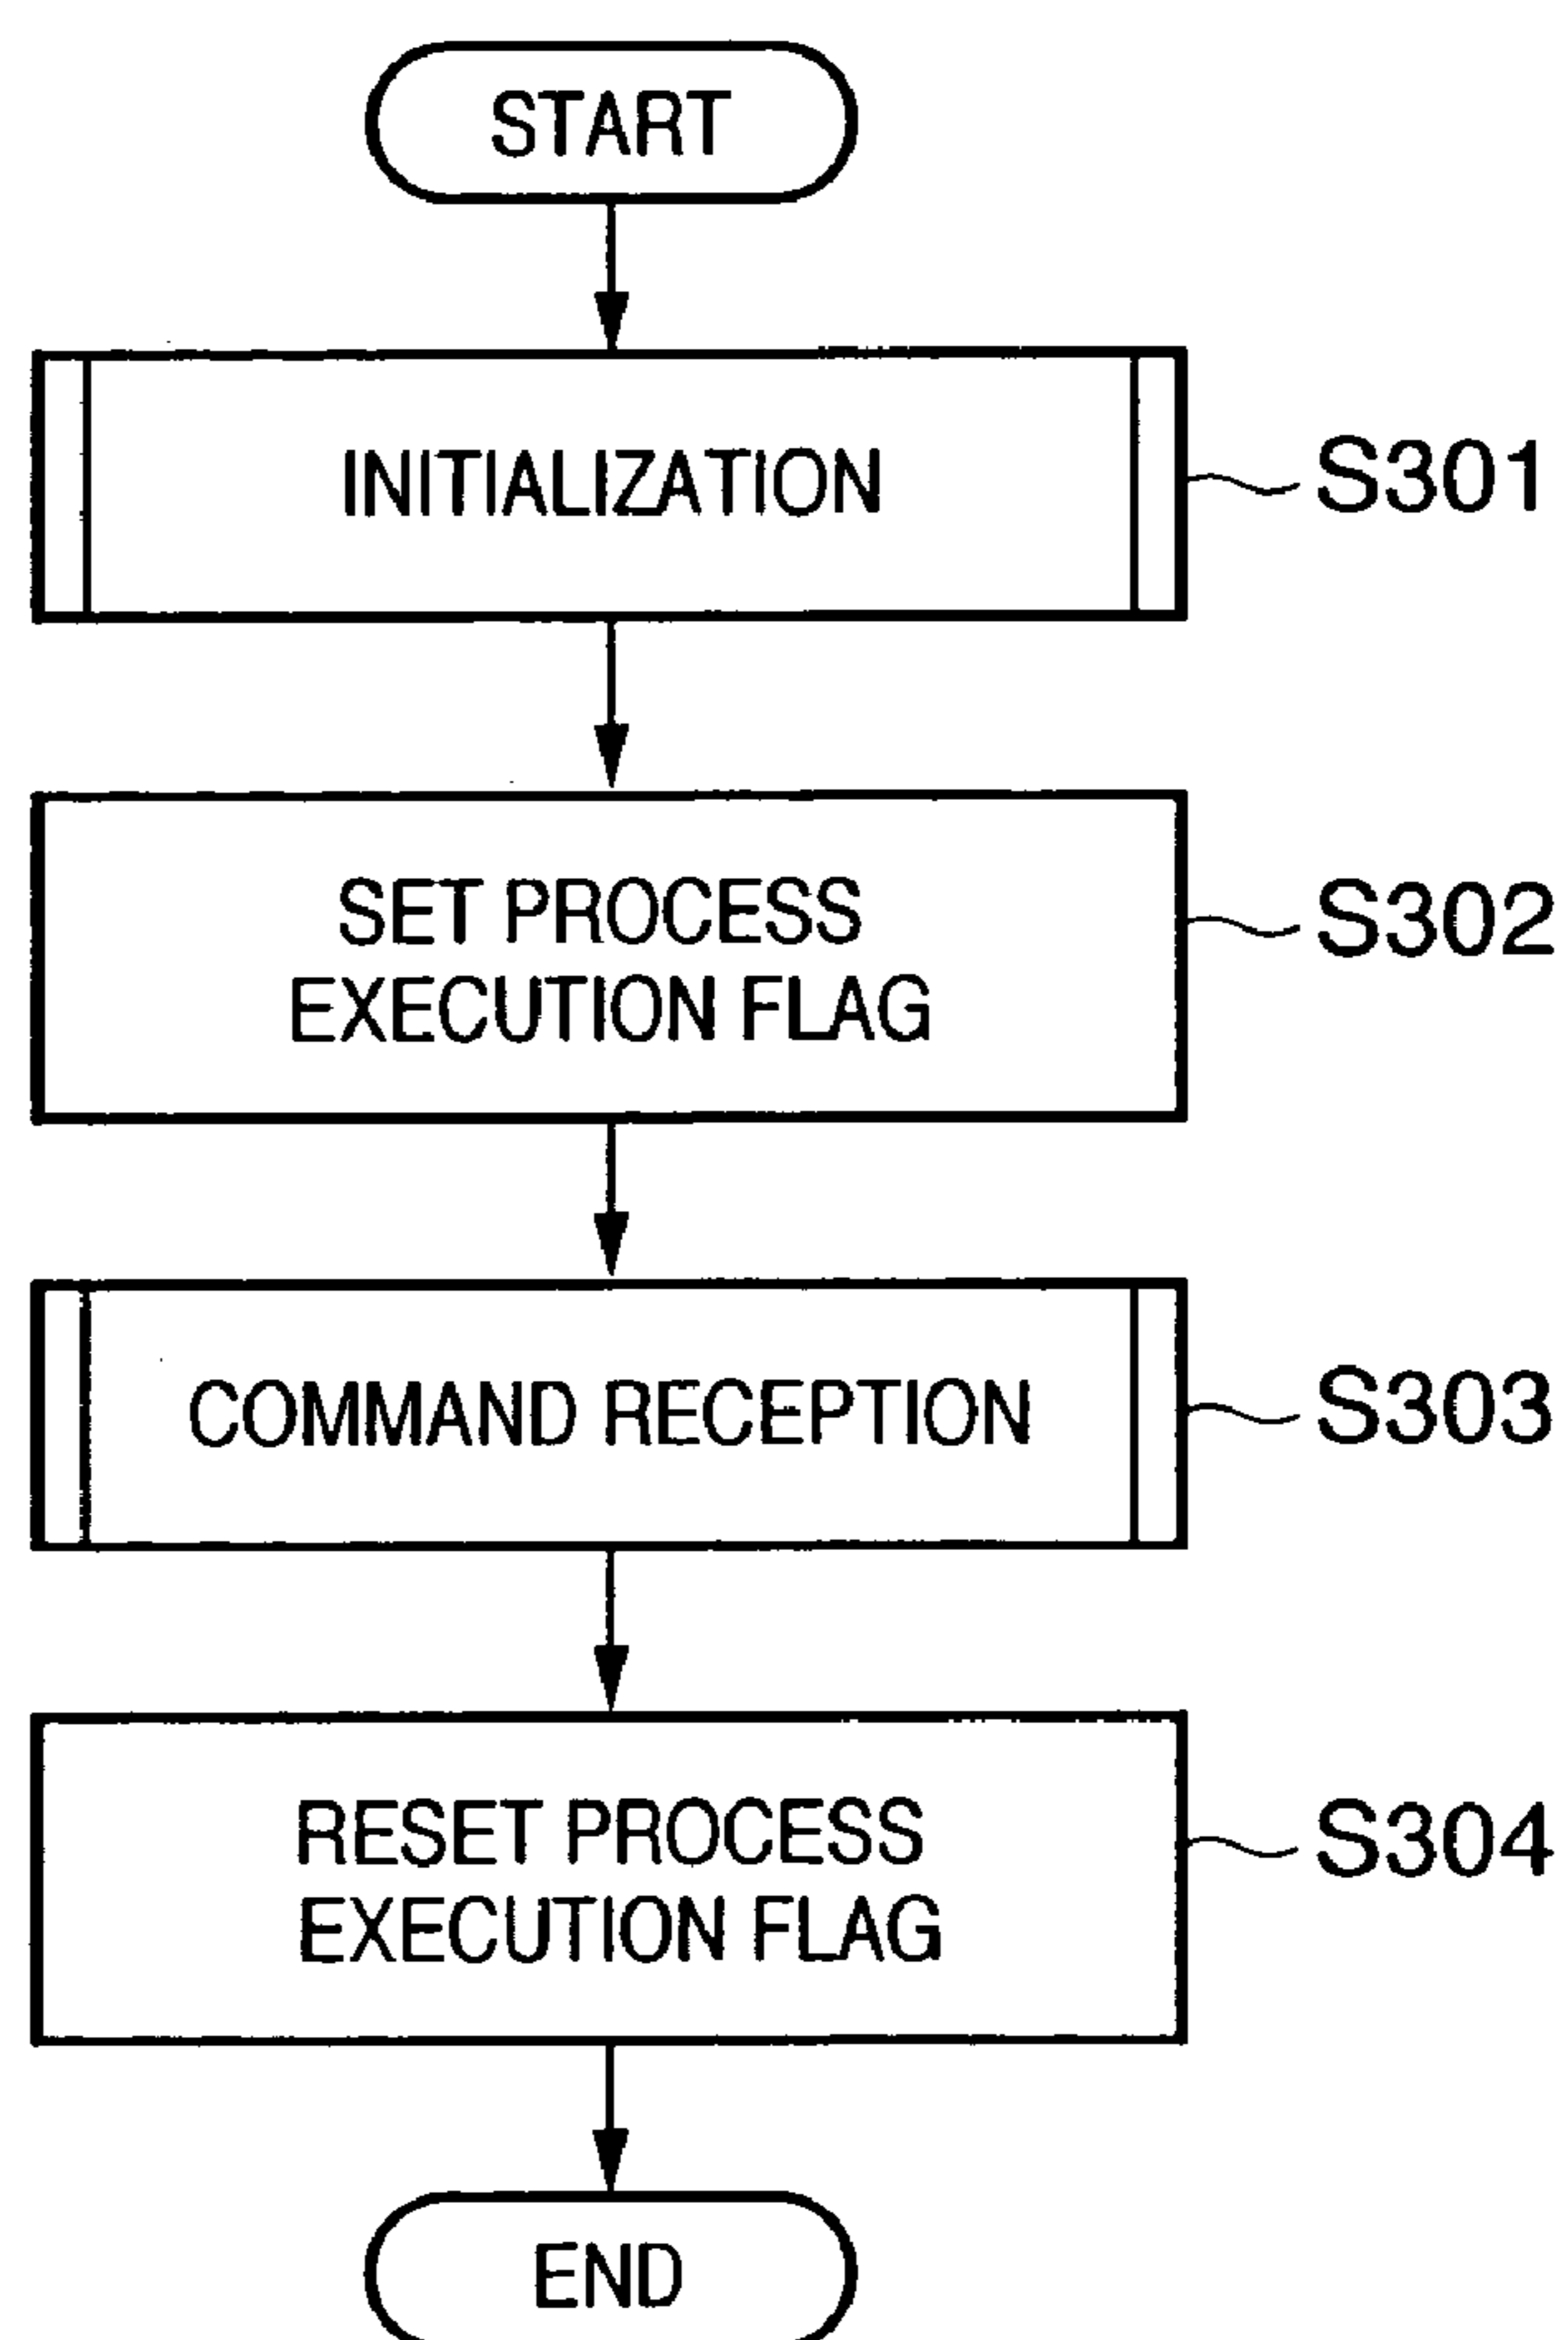 START
INITIALIZATION
S301
SET PROCESS
EXECUTION FLAG
S302
COMMAND RECEPTION
S303
RESET PROCESS
EXECUTION FLAG
S304
END